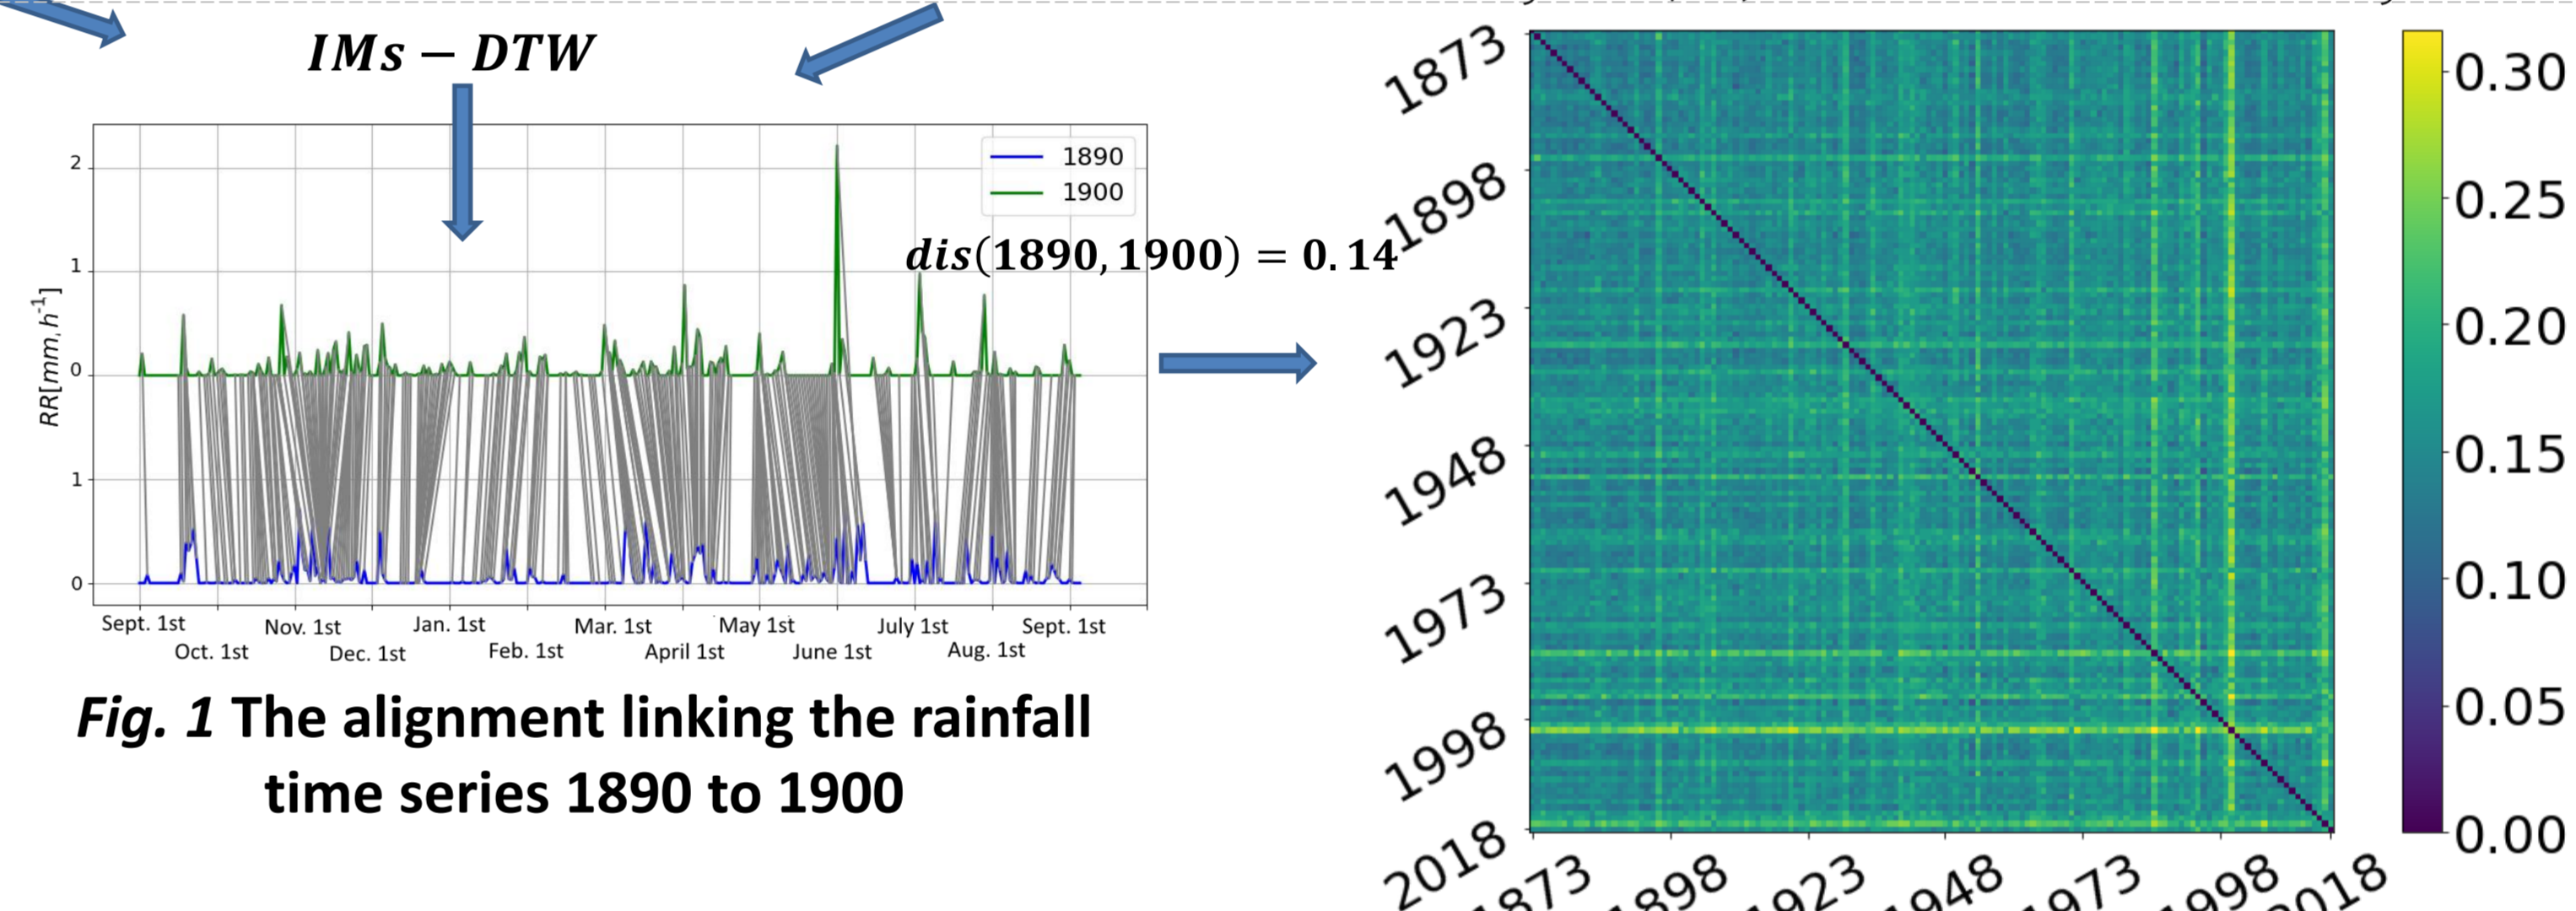 IMs – DTW
1890
1900
dis(1890, 1900) = 0.14
RR[mm, h⁻¹]
2
1
0
1
0
Sept. 1st
Oct. 1st
Nov. 1st
Dec. 1st
Jan. 1st
Feb. 1st
Mar. 1st
April 1st
May 1st
June 1st
July 1st
Aug. 1st
Sept. 1st
Fig. 1 The alignment linking the rainfall
time series 1890 to 1900
1873
1898
1923
1948
1973
1998
2018
1973
1998
0.30
0.25
0.20
0.15
0.10
0.05
0.00